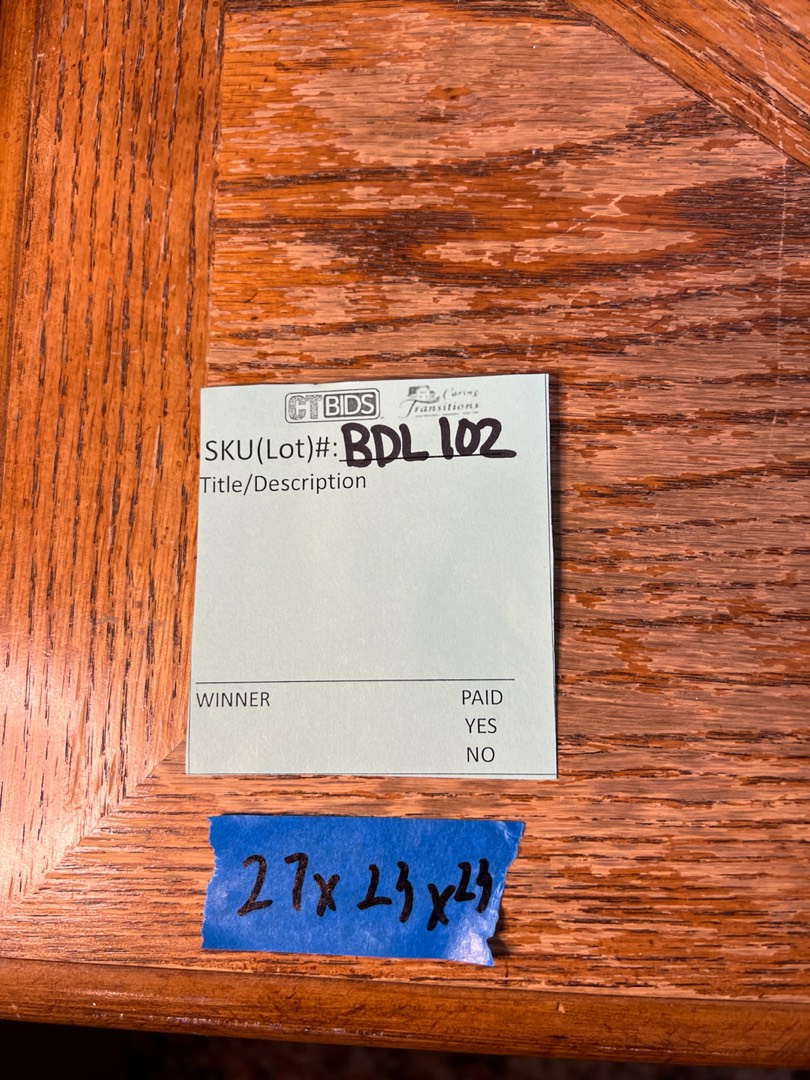 CTBIDS
Caring Transitions
SKU(Lot)#: BDL 102
Title/Description
WINNER PAID
YES
NO
27 x 23 x 23